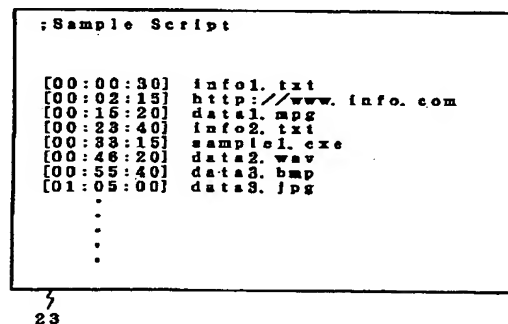 ;Sample Script
[00:00:30] info1. txt
[00:02:15] http://www. info. com
[00:15:20] data1. mpg
[00:23:40] info2. txt
[00:33:15] sample1. exe
[00:46:20] data2. wav
[00:55:40] data3. bmp
[01:05:00] data3. jpg
23